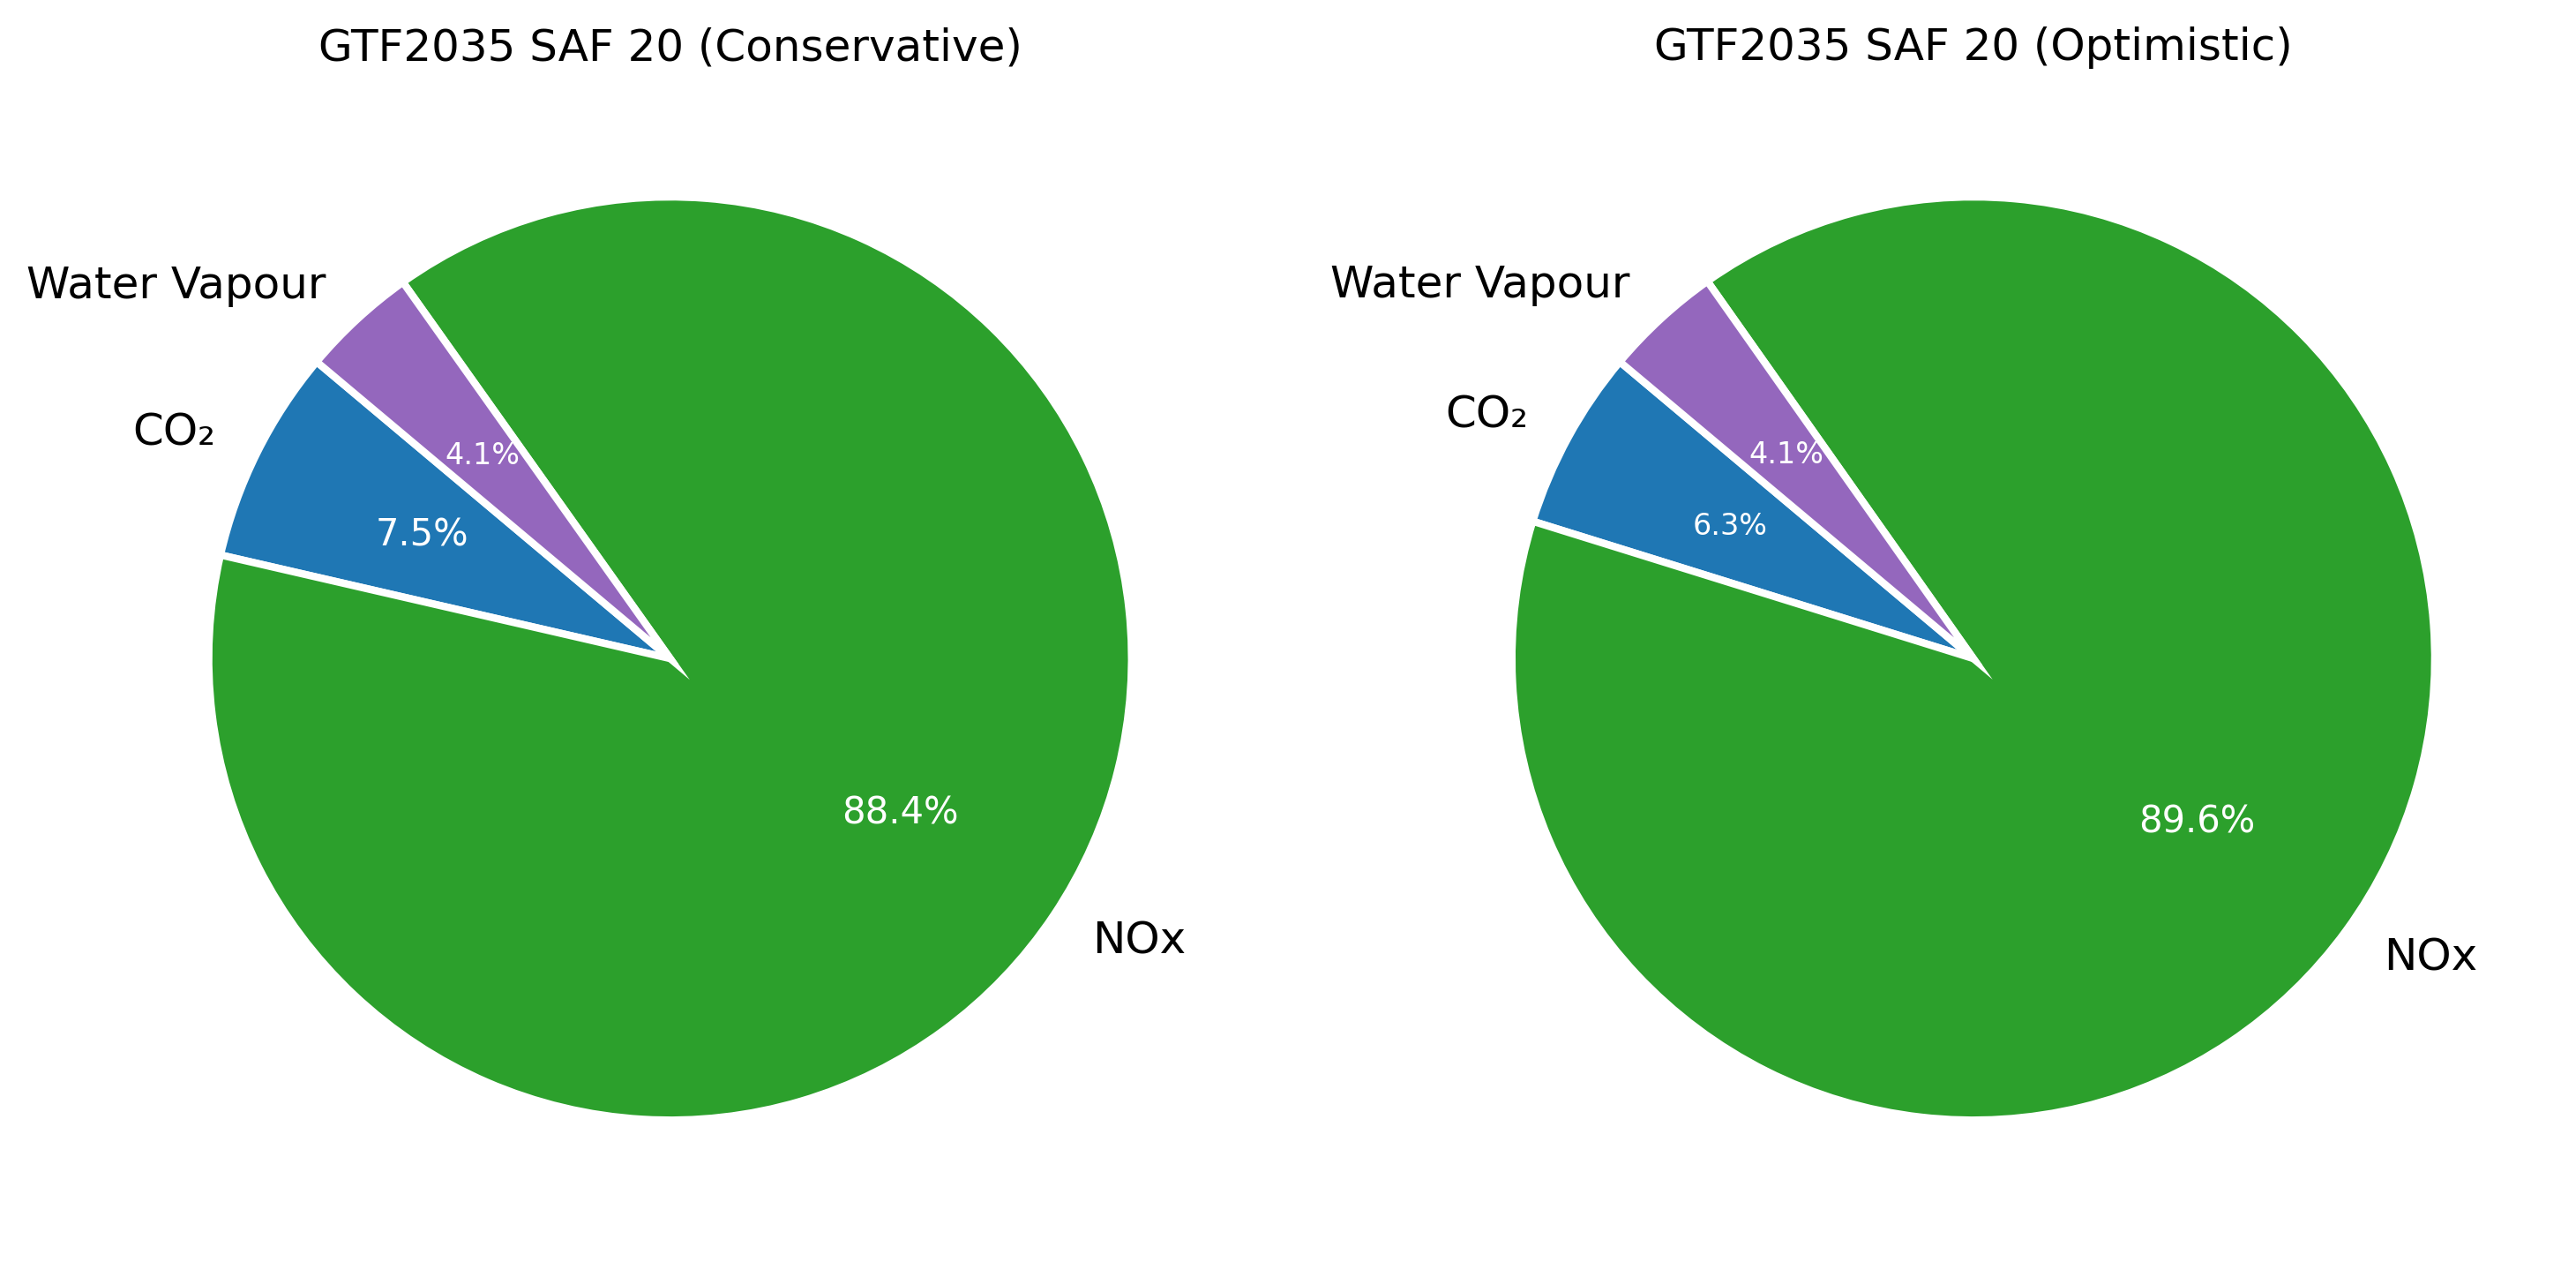 GTF2035 SAF 20 (Conservative)
Water Vapour
CO₂
4.1%
7.5%
88.4%
NOx
GTF2035 SAF 20 (Optimistic)
Water Vapour
CO₂
4.1%
6.3%
89.6%
NOx